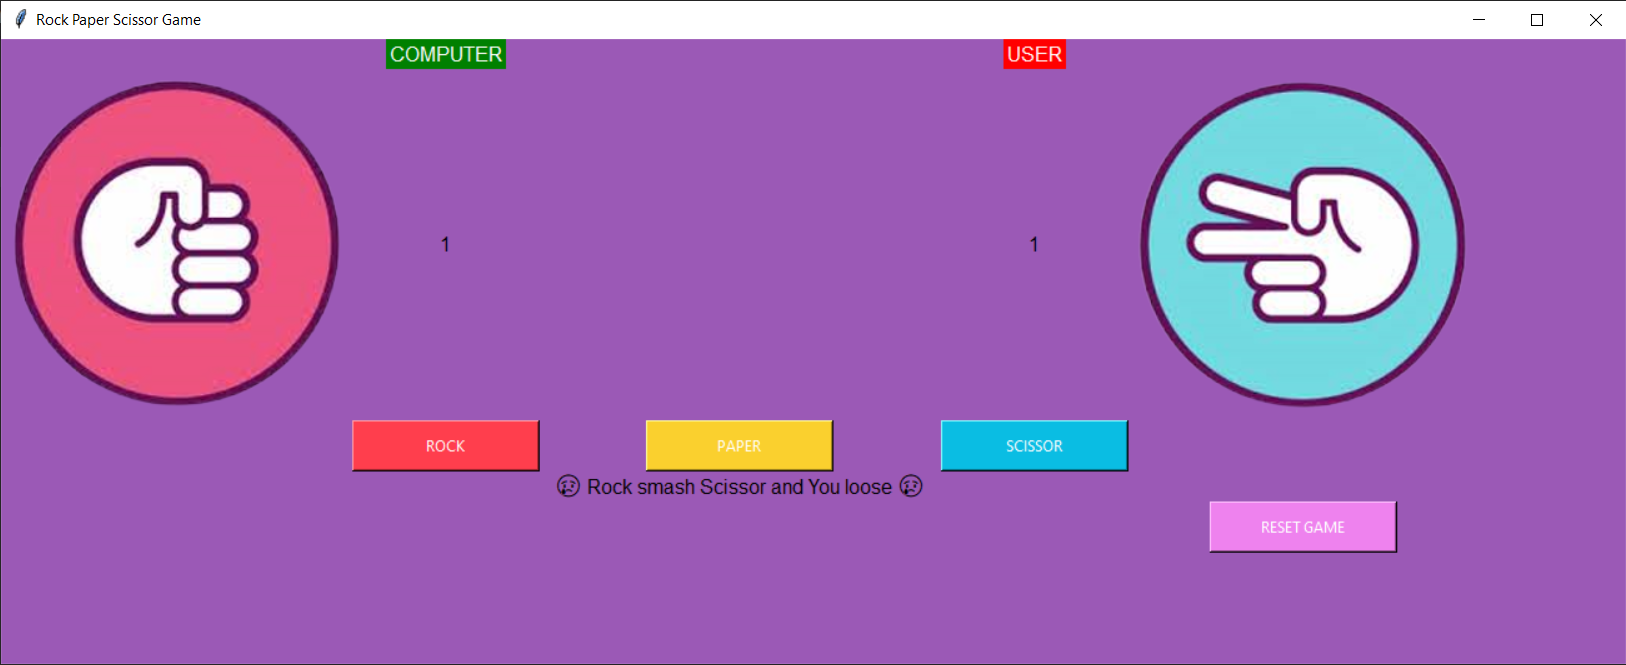 Rock Paper Scissor Game
COMPUTER USER
1 1
ROCK PAPER SCISSOR
😢 Rock smash Scissor and You loose 😢
RESET GAME